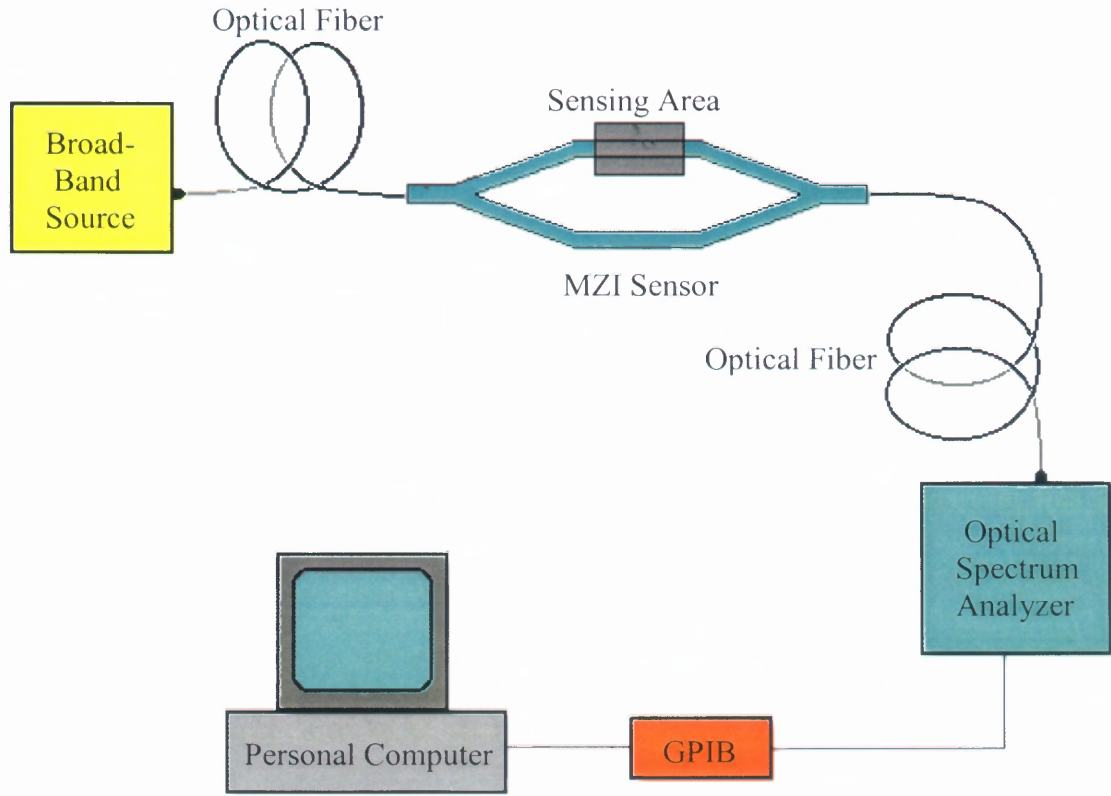 Optical Fiber
Sensing Area
Broad-
Band
Source
MZI Sensor
Optical Fiber
Optical
Spectrum
Analyzer
Personal Computer
GPIB